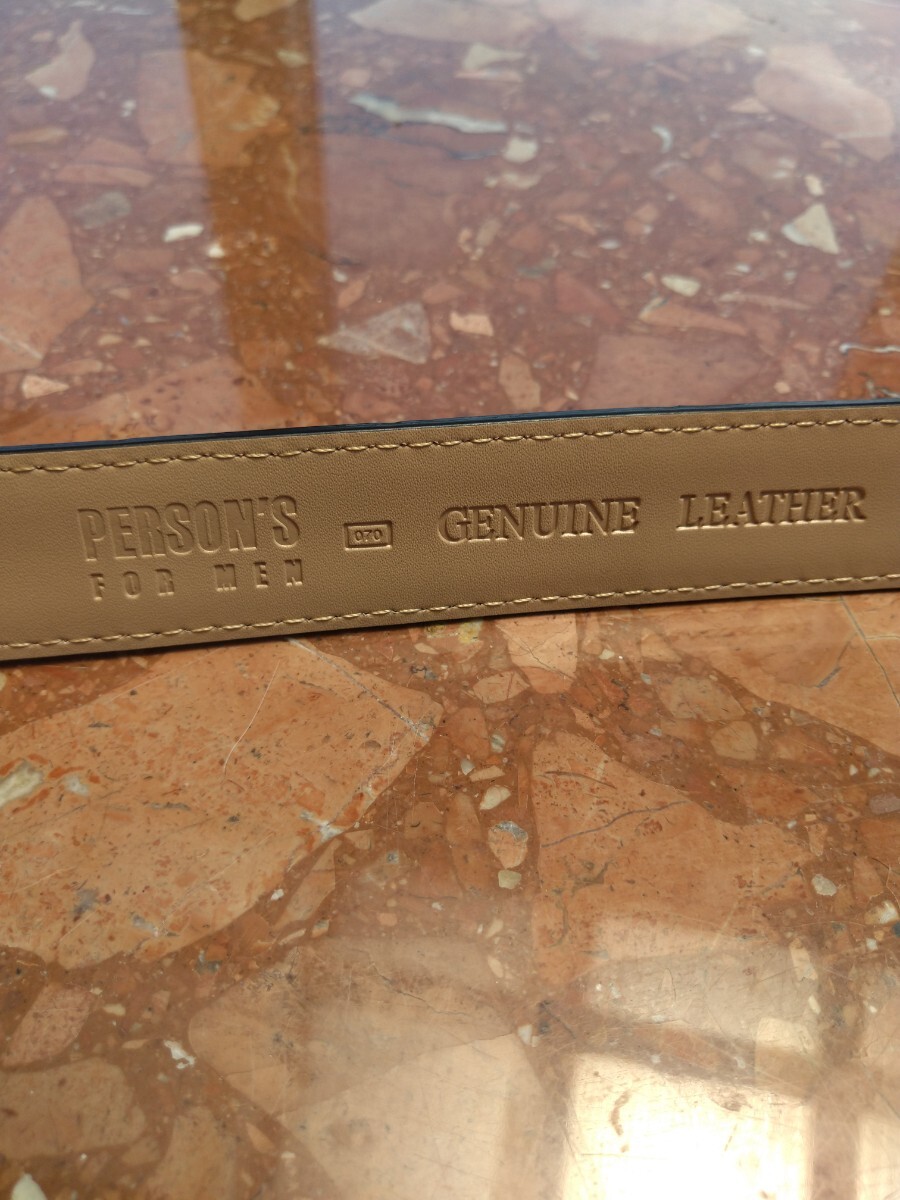 PERSON'S
FOR MEN
070
GENUINE LEATHER